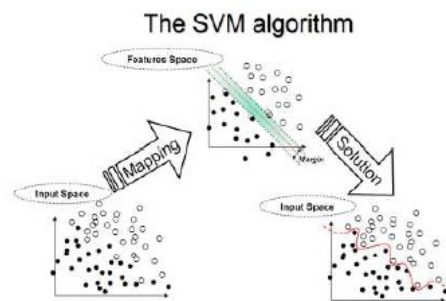 The SVM algorithm
Features Space
Margin
Mapping
Solution
Input Space
Input Space